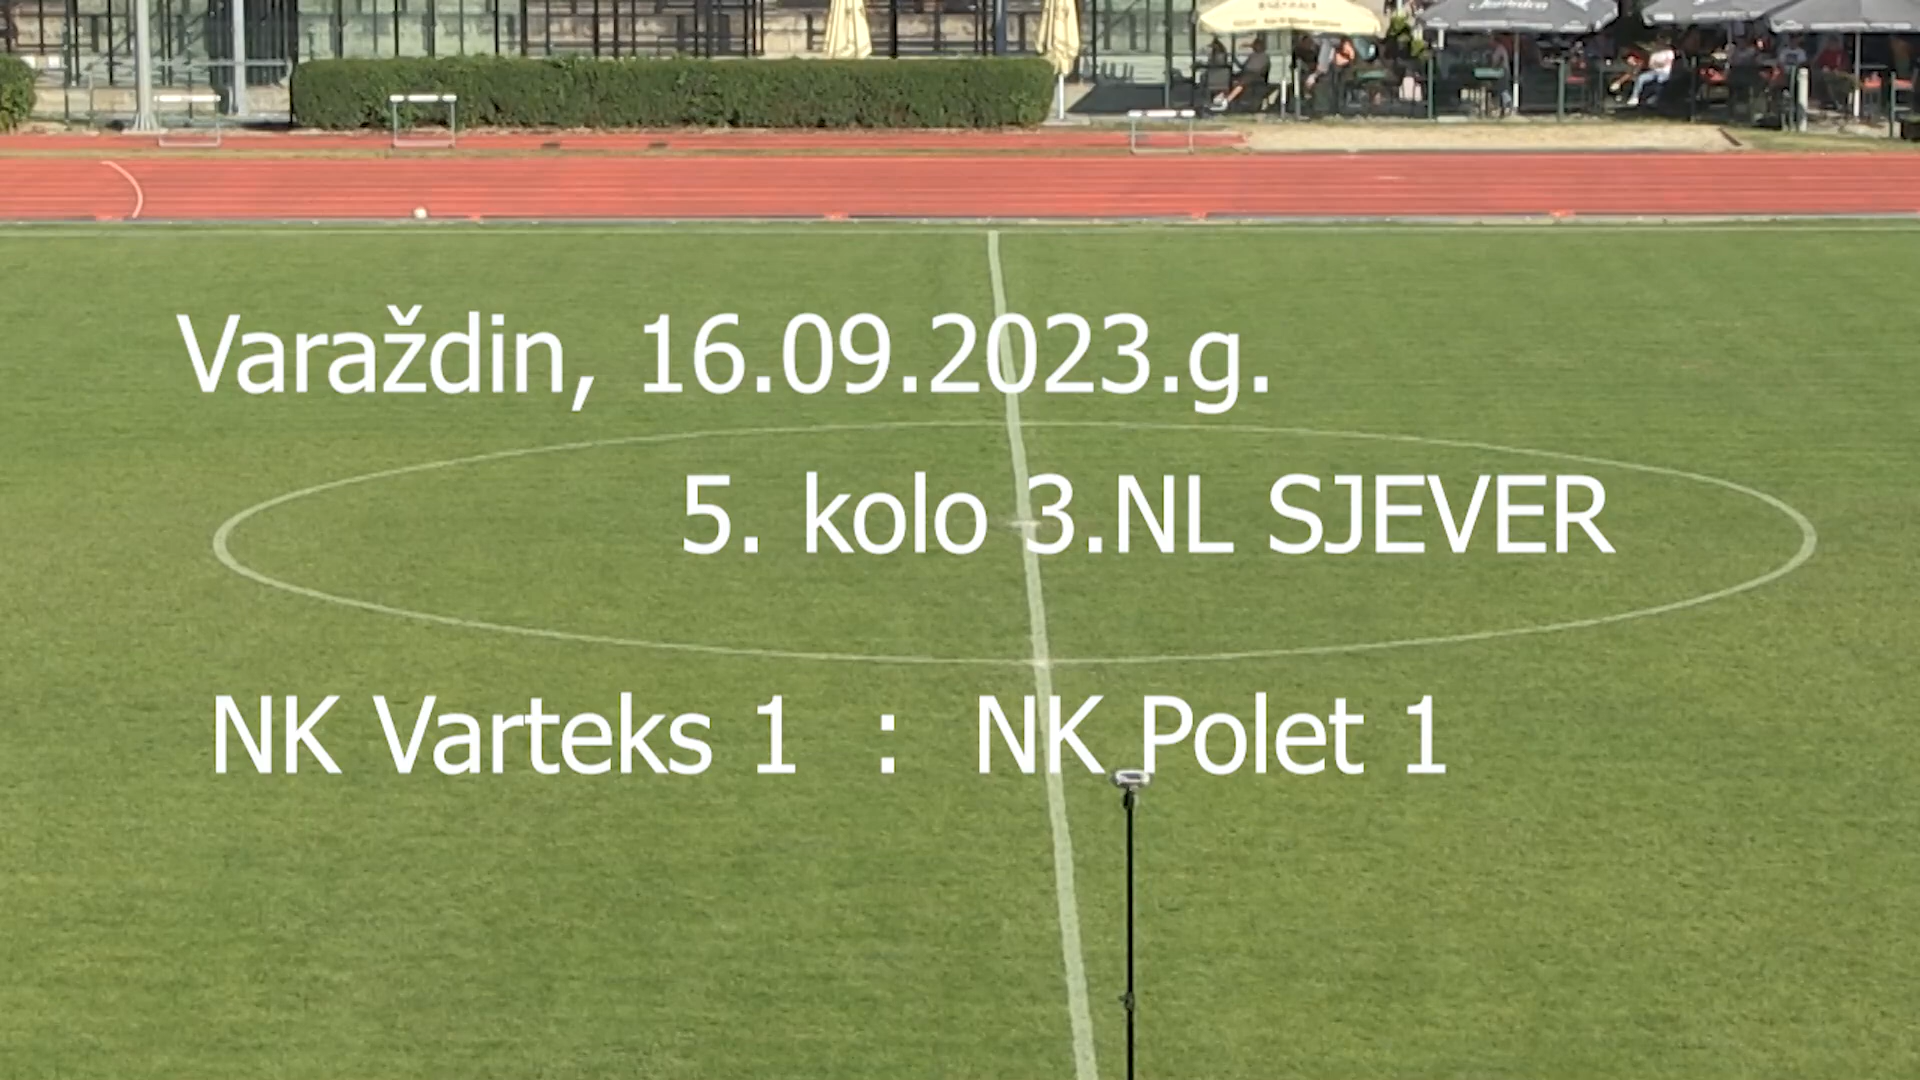 Varaždin, 16.09.2023.g.
5. kolo 3.NL SJEVER
NK Varteks 1 : NK Polet 1